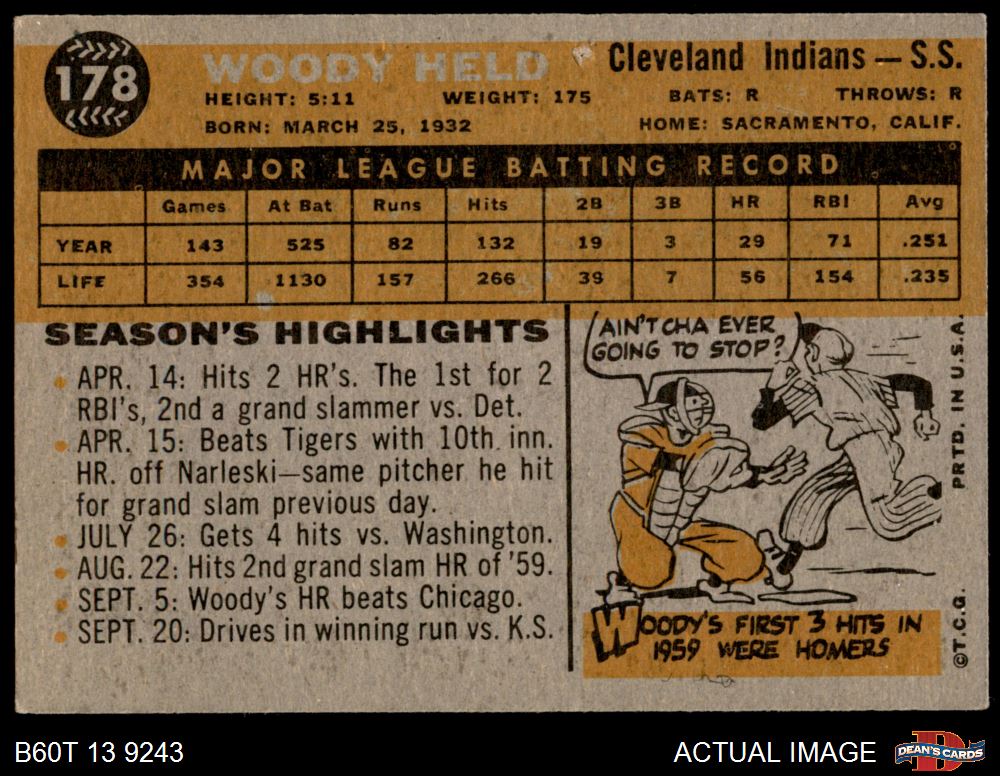 178
WOODY HELD
Cleveland Indians — S.S.
HEIGHT: 5:11 WEIGHT: 175 BATS: R THROWS: R
BORN: MARCH 25, 1932 HOME: SACRAMENTO, CALIF.
MAJOR LEAGUE BATTING RECORD
Games At Bat Runs Hits 2B 3B HR RBI Avg
YEAR 143 525 82 132 19 3 29 71 .251
LIFE 354 1130 157 266 39 7 56 154 .235
SEASON'S HIGHLIGHTS
APR. 14: Hits 2 HR's. The 1st for 2
RBI's, 2nd a grand slammer vs. Det.
APR. 15: Beats Tigers with 10th inn.
HR. off Narleski—same pitcher he hit
for grand slam previous day.
JULY 26: Gets 4 hits vs. Washington.
AUG. 22: Hits 2nd grand slam HR of '59.
SEPT. 5: Woody's HR beats Chicago.
SEPT. 20: Drives in winning run vs. K.S.
AIN'TCHA EVER
GOING TO STOP?
WOODY'S FIRST 3 HITS IN
1959 WERE HOMERS
©T.C.G. PRTD. IN U.S.A.
B60T 13 9243
ACTUAL IMAGE
D
DEAN'S CARDS